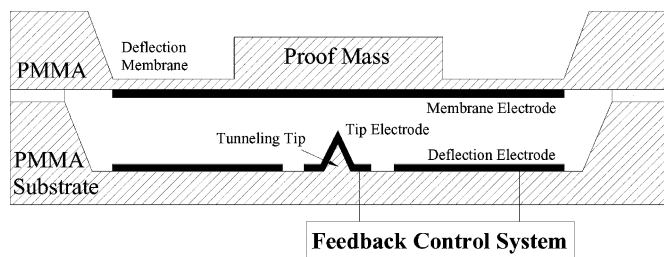 Deflection
Membrane
Proof Mass
PMMA
Membrane Electrode
Tip Electrode
Tunneling Tip
Deflection Electrode
PMMA
Substrate
Feedback Control System